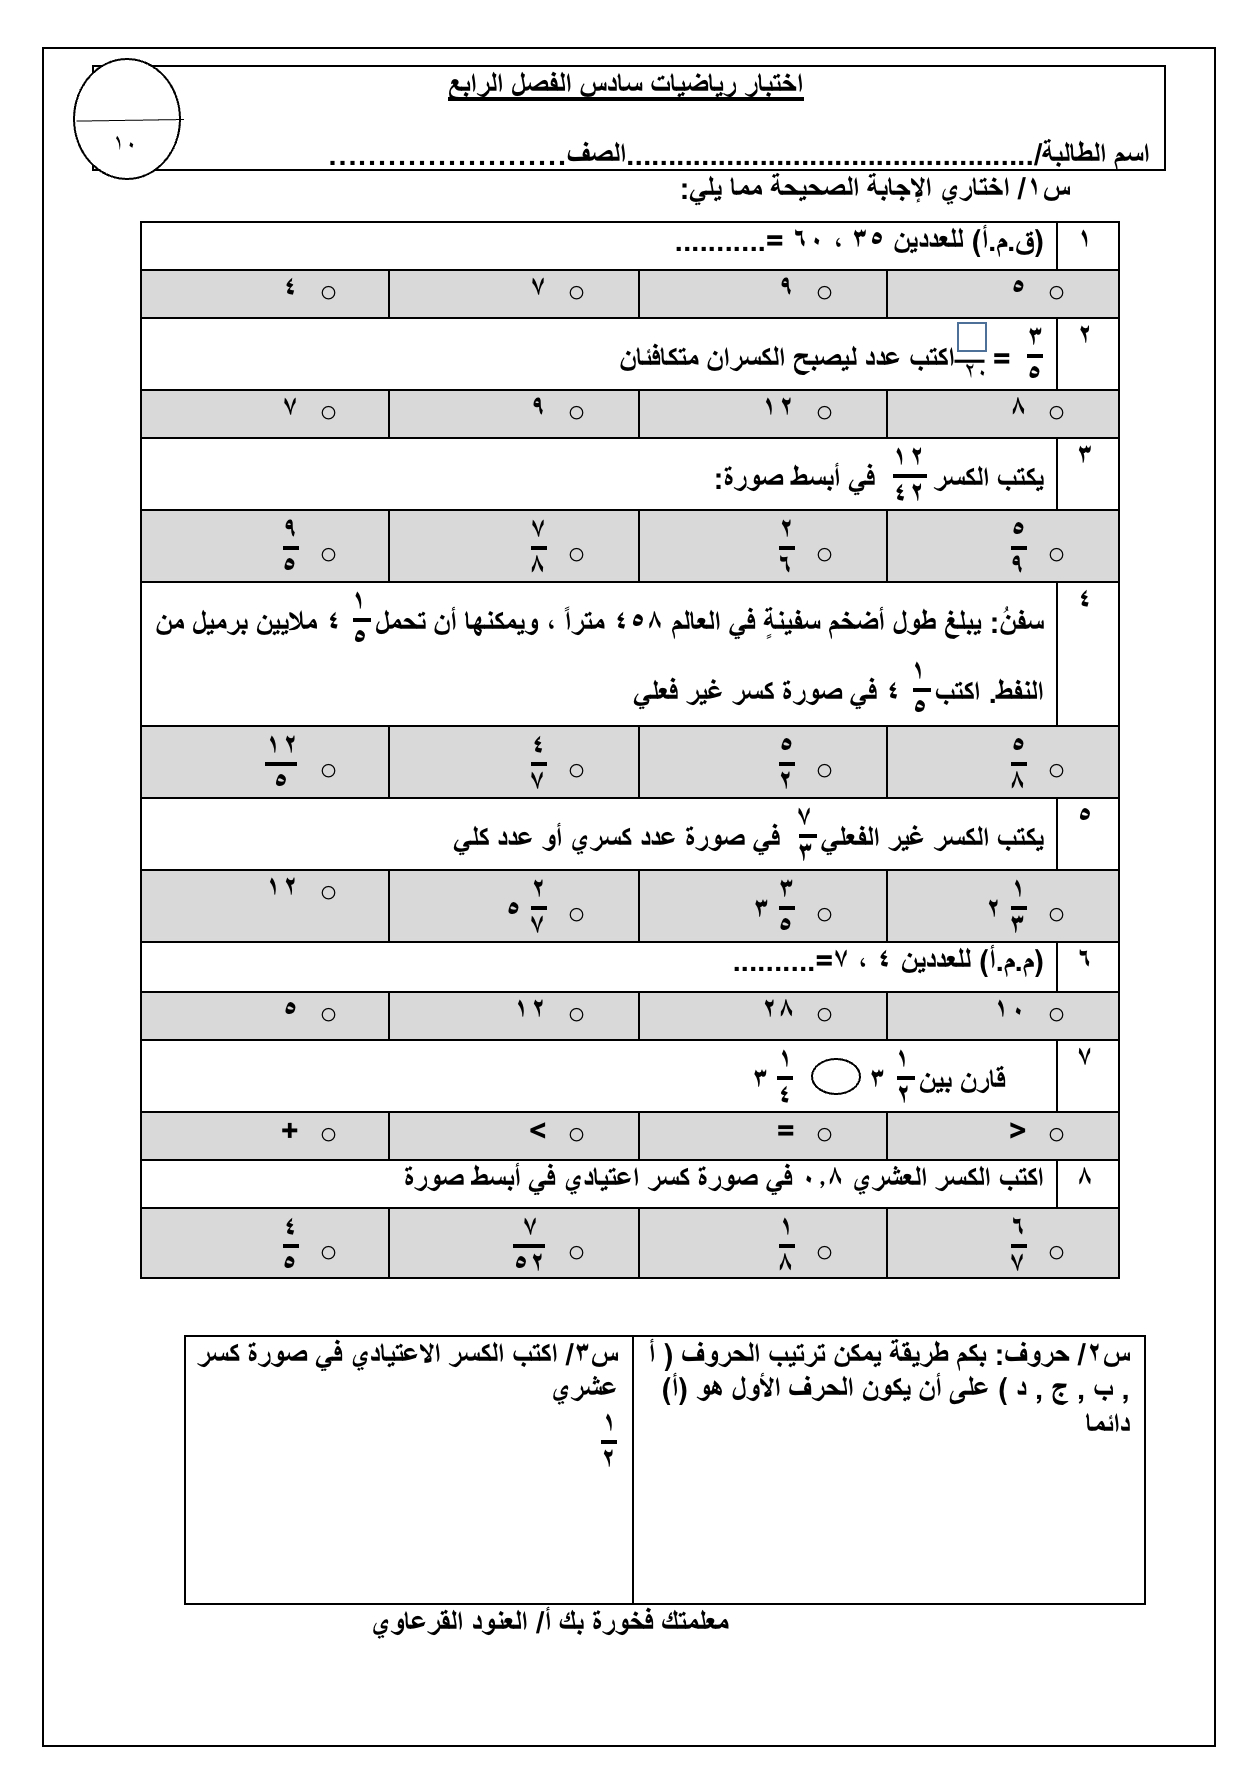 اختبار رياضيات سادس الفصل الرابع
١٠
اسم الطالبة/.................................................الصف........................
س١/ اختاري الإجابة الصحيحة مما يلي:
١ (ق.م.أ) للعددين ٣٥ ، ٦٠ =...........
٥ ٩ ٧ ٤
٢ ٣/٥ = □/٢٠ اكتب عدد ليصبح الكسران متكافئان
٨ ١٢ ٩ ٧
٣ يكتب الكسر ١٢/٤٢ في أبسط صورة:
٥/٩ ٢/٦ ٧/٨ ٩/٥
٤ سفنُ: يبلغ طول أضخم سفينةٍ في العالم ٤٥٨ متراً ، ويمكنها أن تحمل ٤ ١/٥ ملايين برميل من
النفط. اكتب ٤ ١/٥ في صورة كسر غير فعلي
٥/٨ ٥/٢ ٤/٧ ١٢/٥
٥ يكتب الكسر غير الفعلي ٧/٣ في صورة عدد كسري أو عدد كلي
٢ ١/٣ ٣ ٣/٥ ٥ ٢/٧ ١٢
٦ (م.م.أ) للعددين ٤ ، ٧=..........
١٠ ٢٨ ١٢ ٥
٧ قارن بين ٣ ١/٢ ◯ ٣ ١/٤
< = > +
٨ اكتب الكسر العشري ٠,٨ في صورة كسر اعتيادي في أبسط صورة
٦/٧ ١/٨ ٧/٥٢ ٤/٥
س٢/ حروف: بكم طريقة يمكن ترتيب الحروف ( أ
, ب , ج , د ) على أن يكون الحرف الأول هو (أ)
دائما
س٣/ اكتب الكسر الاعتيادي في صورة كسر
عشري
١/٢
معلمتك فخورة بك أ/ العنود القرعاوي